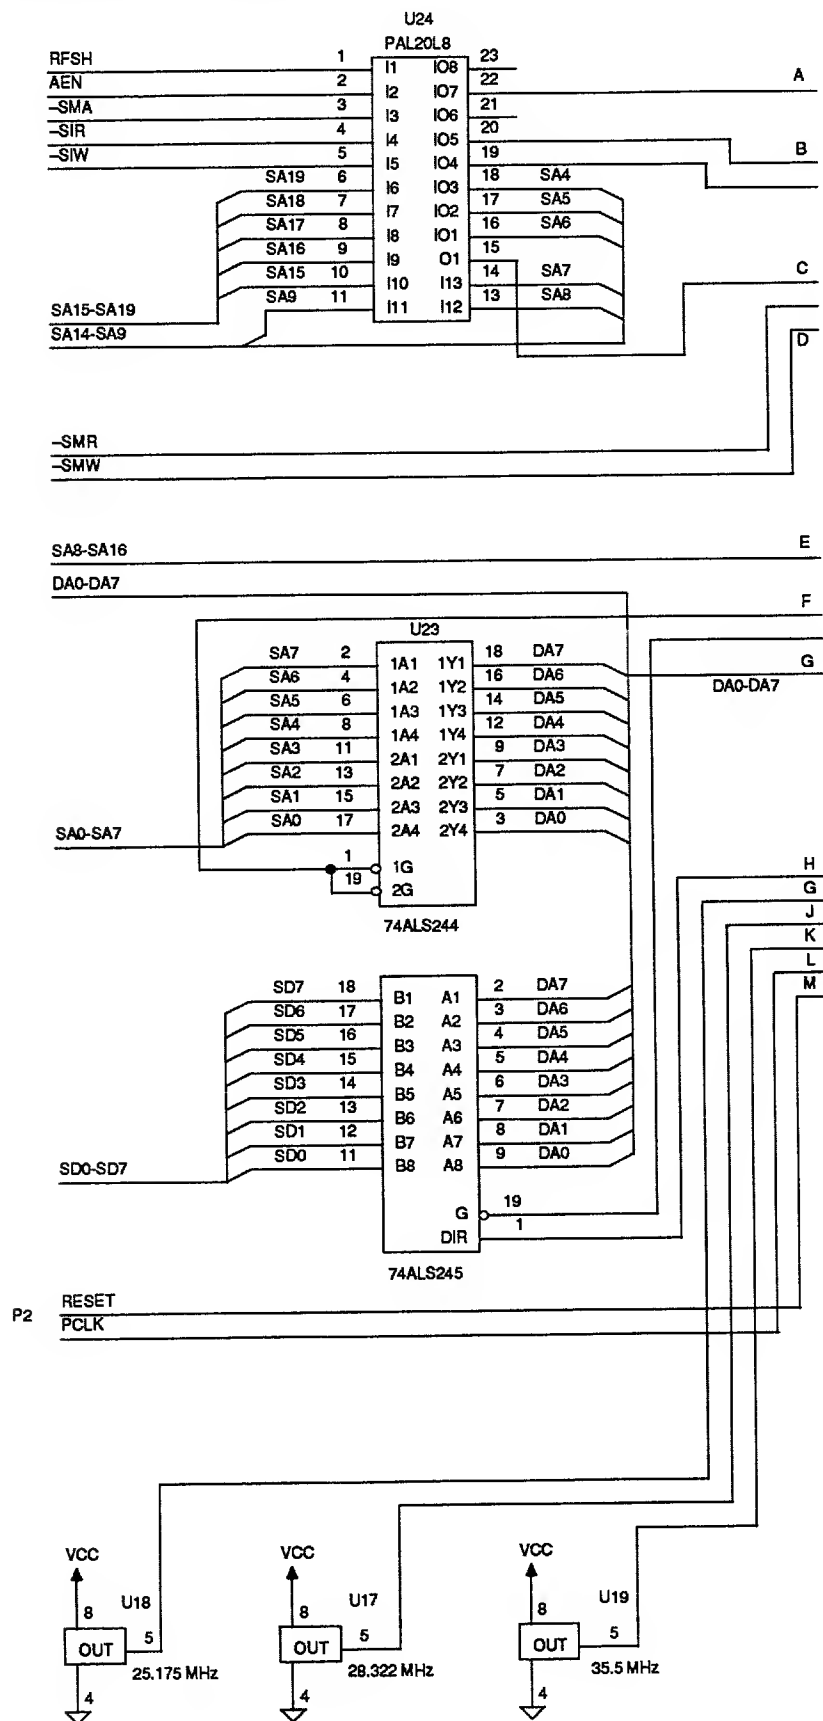 U24
PAL20L8
RFSH 1 I1 IO8 23
AEN 2 I2 IO7 22 A
–SMA 3 I3 IO6 21
–SIR 4 I4 IO5 20
–SIW 5 I5 IO4 19 B
SA19 6 I6 IO3 18 SA4
SA18 7 I7 IO2 17 SA5
SA17 8 I8 IO1 16 SA6
SA16 9 I9 O1 15
SA15 10 I10 I13 14 SA7 C
SA9 11 I11 I12 13 SA8
SA15-SA19
SA14-SA9
D
–SMR
–SMW
SA8-SA16 E
DA0-DA7
F
U23
SA7 2 1A1 1Y1 18 DA7 G
SA6 4 1A2 1Y2 16 DA6 DA0-DA7
SA5 6 1A3 1Y3 14 DA5
SA4 8 1A4 1Y4 12 DA4
SA3 11 2A1 2Y1 9 DA3
SA2 13 2A2 2Y2 7 DA2
SA1 15 2A3 2Y3 5 DA1
SA0 17 2A4 2Y4 3 DA0
SA0-SA7
1 1G
19 2G
74ALS244
H
G
J
K
L
M
SD7 18 B1 A1 2 DA7
SD6 17 B2 A2 3 DA6
SD5 16 B3 A3 4 DA5
SD4 15 B4 A4 5 DA4
SD3 14 B5 A5 6 DA3
SD2 13 B6 A6 7 DA2
SD1 12 B7 A7 8 DA1
SD0 11 B8 A8 9 DA0
SD0-SD7
G 19
DIR 1
74ALS245
P2 RESET
PCLK
VCC
8 U18
OUT 5
25.175 MHz
4
VCC
8 U17
OUT 5
28.322 MHz
4
VCC
8 U19
OUT 5
35.5 MHz
4